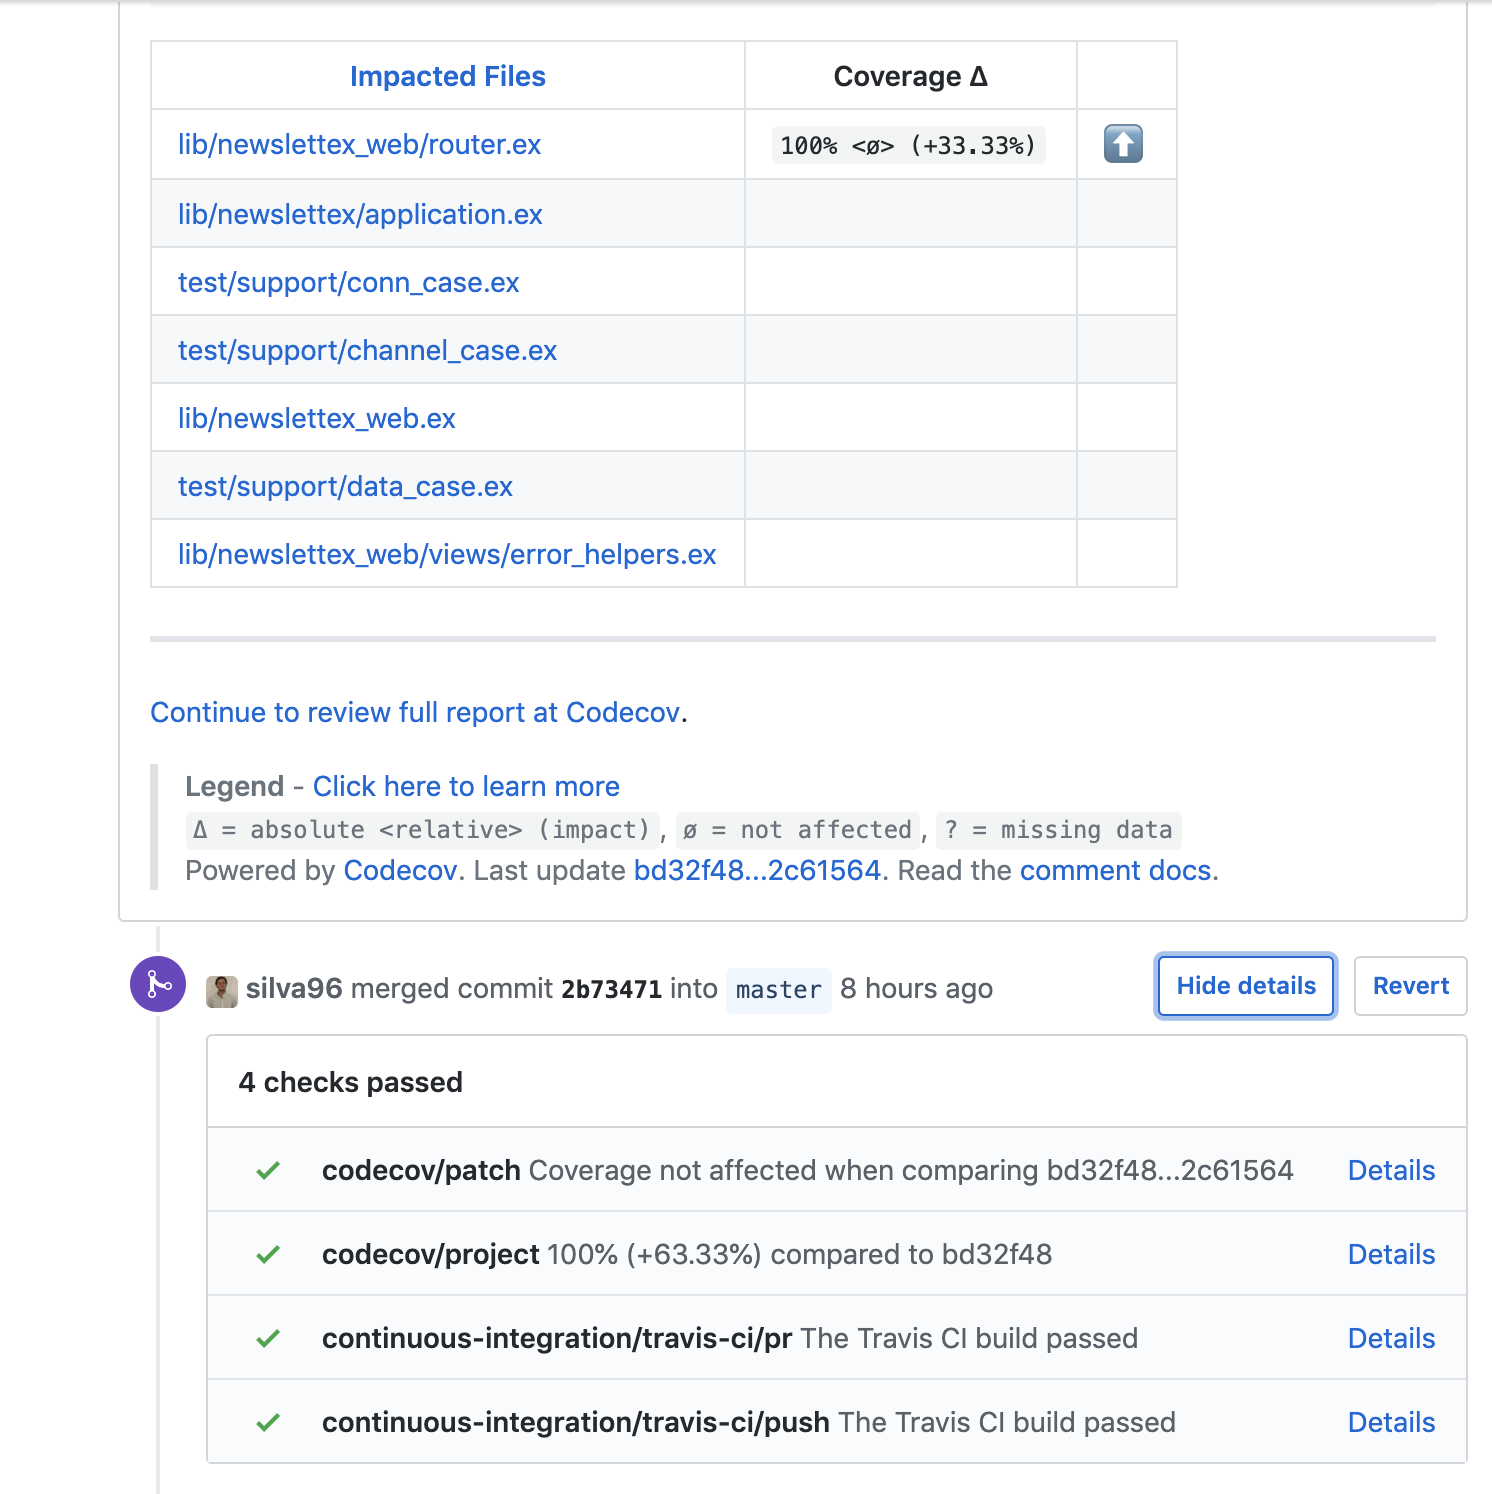 Impacted Files Coverage Δ
lib/newslettex_web/router.ex 100% <ø> (+33.33%)
lib/newslettex/application.ex
test/support/conn_case.ex
test/support/channel_case.ex
lib/newslettex_web.ex
test/support/data_case.ex
lib/newslettex_web/views/error_helpers.ex
Continue to review full report at Codecov.
Legend - Click here to learn more
Δ = absolute <relative> (impact), ø = not affected, ? = missing data
Powered by Codecov. Last update bd32f48...2c61564. Read the comment docs.
silva96 merged commit 2b73471 into master 8 hours ago Hide details Revert
4 checks passed
codecov/patch Coverage not affected when comparing bd32f48...2c61564 Details
codecov/project 100% (+63.33%) compared to bd32f48 Details
continuous-integration/travis-ci/pr The Travis CI build passed Details
continuous-integration/travis-ci/push The Travis CI build passed Details